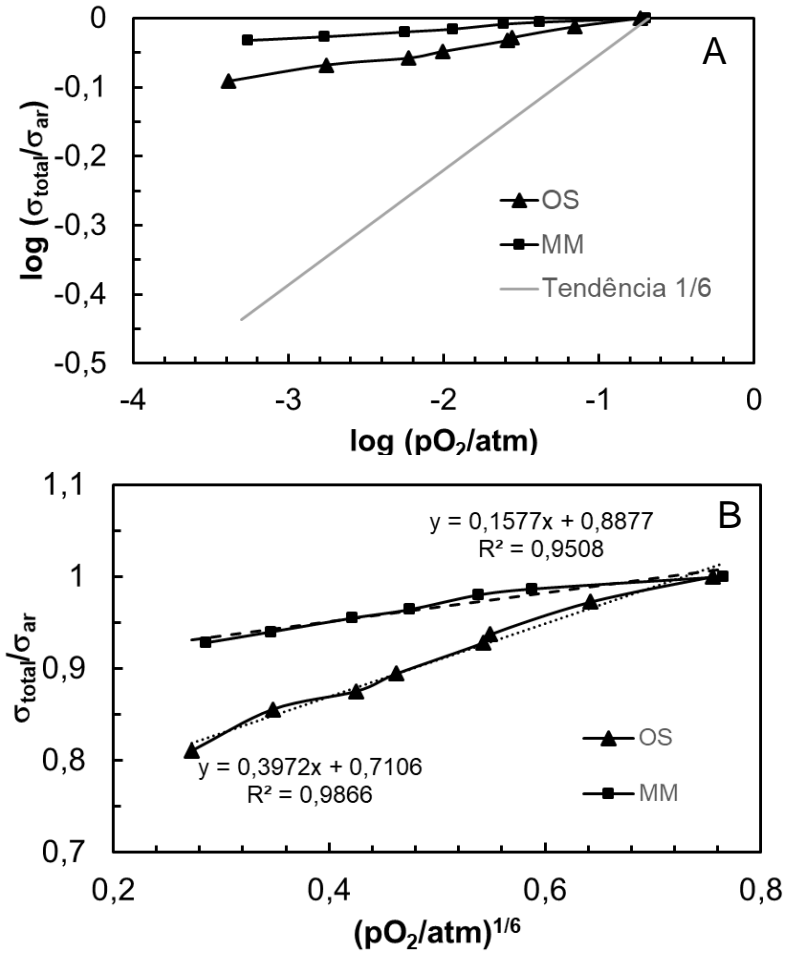 0
-0,1
-0,2
-0,3
-0,4
-0,5
log (σtotal/σar)
A
OS
MM
Tendência 1/6
-4 -3 -2 -1 0
log (pO₂/atm)
1,1
1
0,9
0,8
0,7
σtotal/σar
B
y = 0,1577x + 0,8877
R² = 0,9508
OS
y = 0,3972x + 0,7106
MM
R² = 0,9866
0,2 0,4 0,6 0,8
(pO₂/atm)¹/⁶